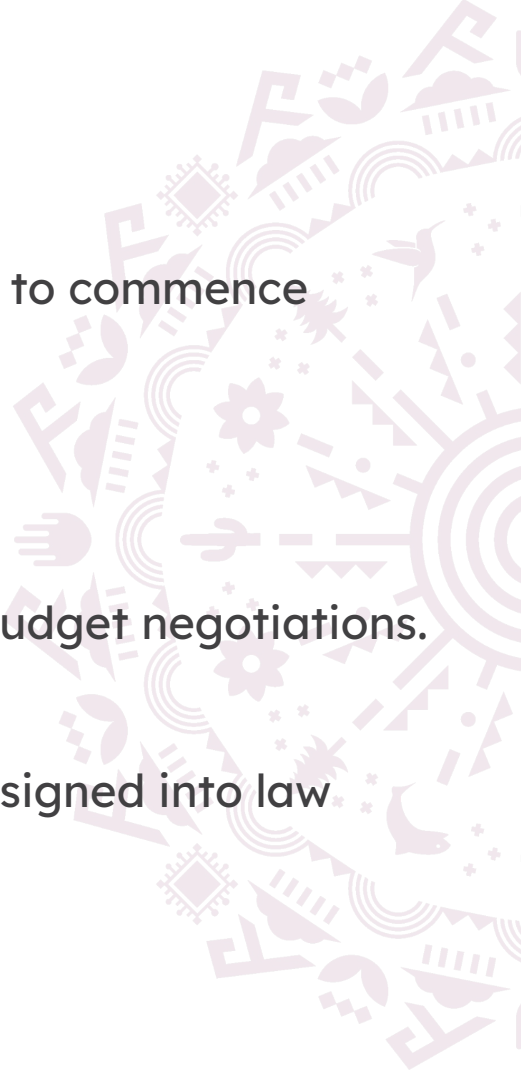 to commence
udget negotiations.
signed into law